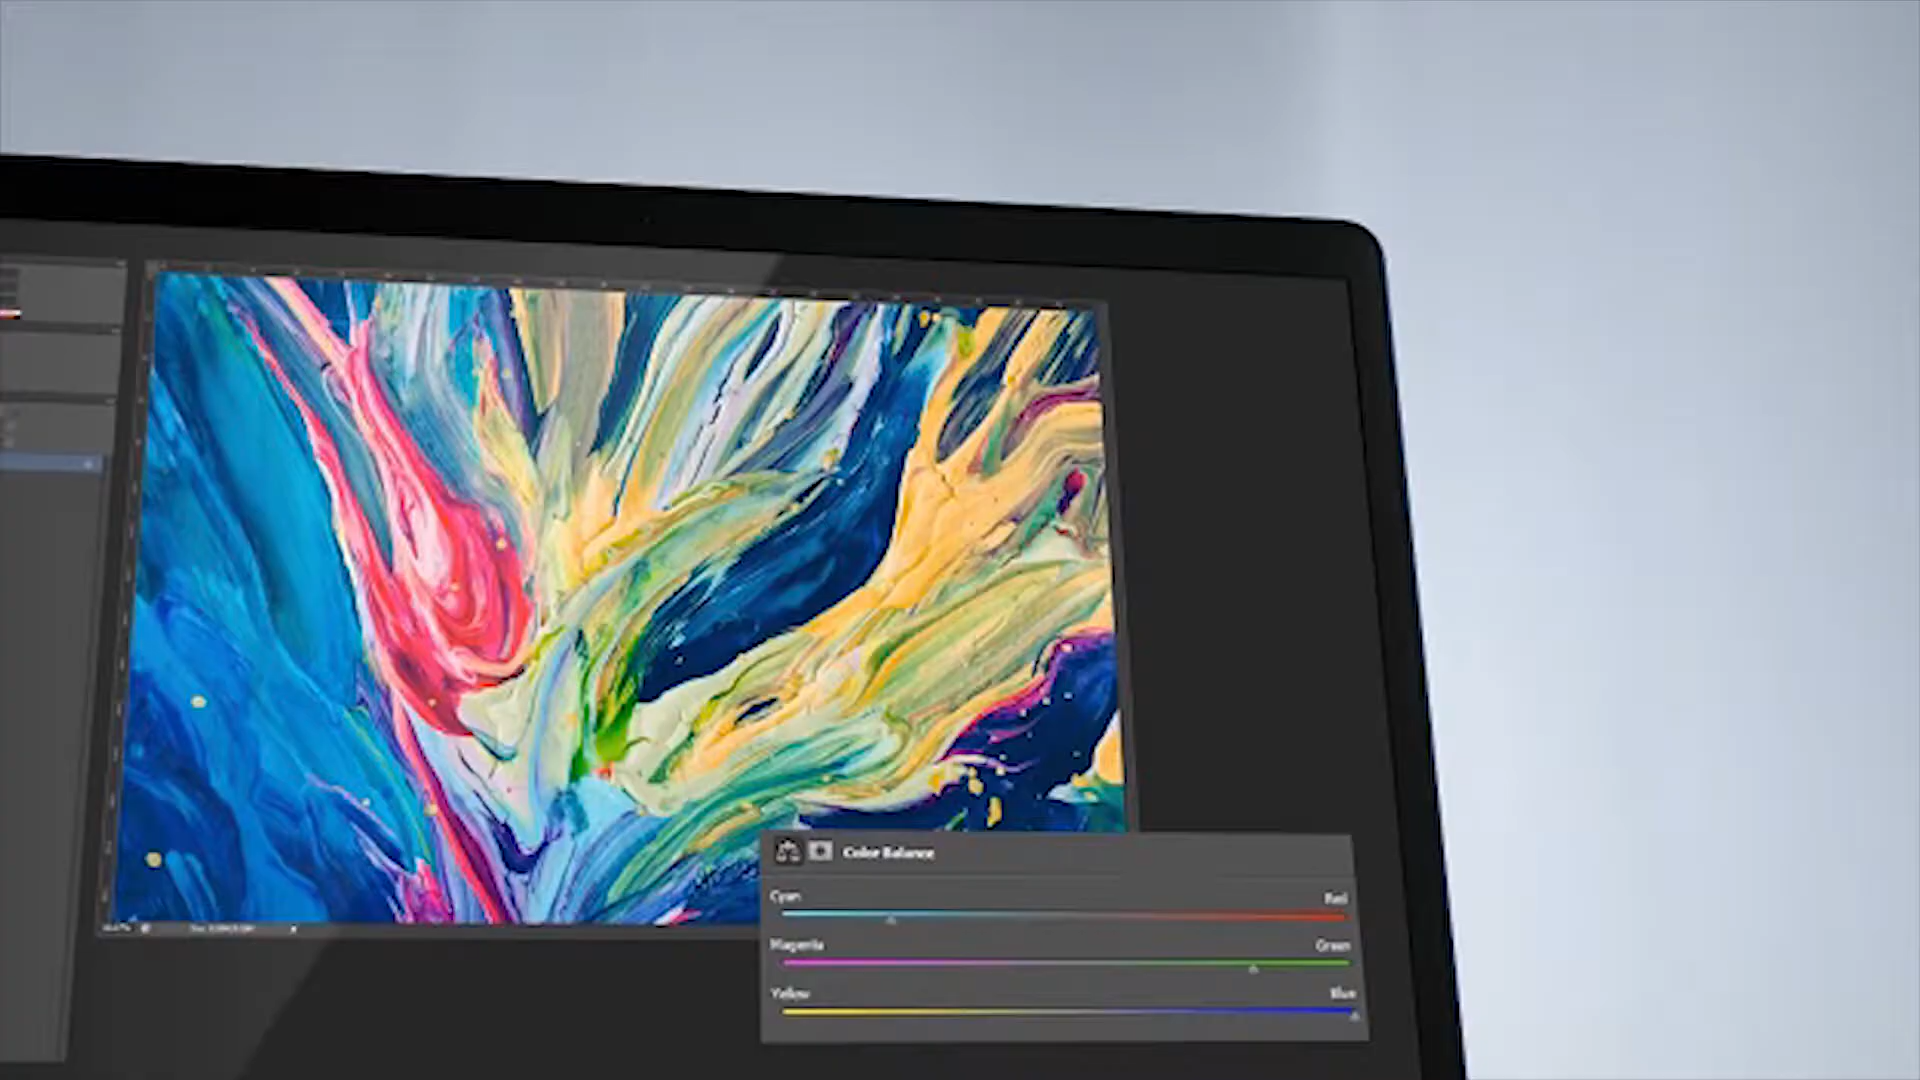 Color Balance
Cyan Red
Magenta Green
Yellow Blue